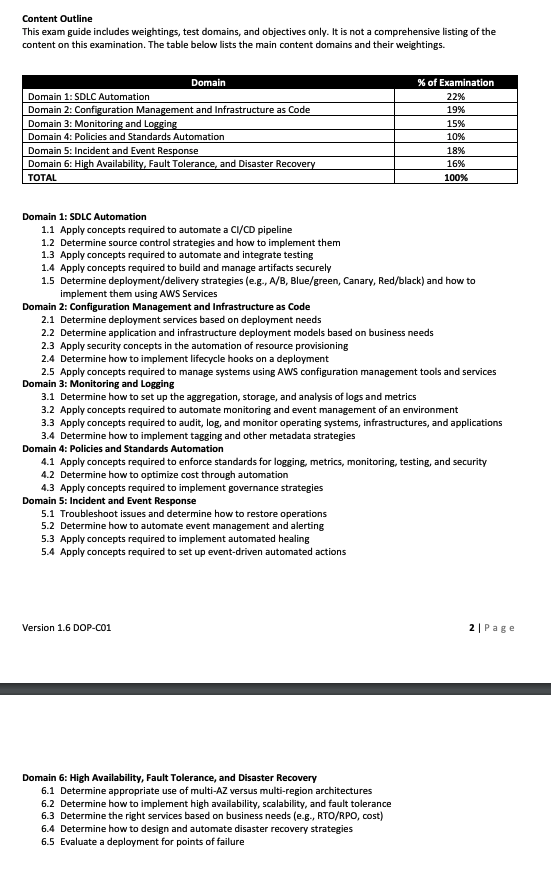 Content Outline
This exam guide includes weightings, test domains, and objectives only. It is not a comprehensive listing of the
content on this examination. The table below lists the main content domains and their weightings.
Domain % of Examination
Domain 1: SDLC Automation 22%
Domain 2: Configuration Management and Infrastructure as Code 19%
Domain 3: Monitoring and Logging 15%
Domain 4: Policies and Standards Automation 10%
Domain 5: Incident and Event Response 18%
Domain 6: High Availability, Fault Tolerance, and Disaster Recovery 16%
TOTAL 100%
Domain 1: SDLC Automation
1.1 Apply concepts required to automate a CI/CD pipeline
1.2 Determine source control strategies and how to implement them
1.3 Apply concepts required to automate and integrate testing
1.4 Apply concepts required to build and manage artifacts securely
1.5 Determine deployment/delivery strategies (e.g., A/B, Blue/green, Canary, Red/black) and how to
implement them using AWS Services
Domain 2: Configuration Management and Infrastructure as Code
2.1 Determine deployment services based on deployment needs
2.2 Determine application and infrastructure deployment models based on business needs
2.3 Apply security concepts in the automation of resource provisioning
2.4 Determine how to implement lifecycle hooks on a deployment
2.5 Apply concepts required to manage systems using AWS configuration management tools and services
Domain 3: Monitoring and Logging
3.1 Determine how to set up the aggregation, storage, and analysis of logs and metrics
3.2 Apply concepts required to automate monitoring and event management of an environment
3.3 Apply concepts required to audit, log, and monitor operating systems, infrastructures, and applications
3.4 Determine how to implement tagging and other metadata strategies
Domain 4: Policies and Standards Automation
4.1 Apply concepts required to enforce standards for logging, metrics, monitoring, testing, and security
4.2 Determine how to optimize cost through automation
4.3 Apply concepts required to implement governance strategies
Domain 5: Incident and Event Response
5.1 Troubleshoot issues and determine how to restore operations
5.2 Determine how to automate event management and alerting
5.3 Apply concepts required to implement automated healing
5.4 Apply concepts required to set up event-driven automated actions
Version 1.6 DOP-C01 2 | Page
Domain 6: High Availability, Fault Tolerance, and Disaster Recovery
6.1 Determine appropriate use of multi-AZ versus multi-region architectures
6.2 Determine how to implement high availability, scalability, and fault tolerance
6.3 Determine the right services based on business needs (e.g., RTO/RPO, cost)
6.4 Determine how to design and automate disaster recovery strategies
6.5 Evaluate a deployment for points of failure